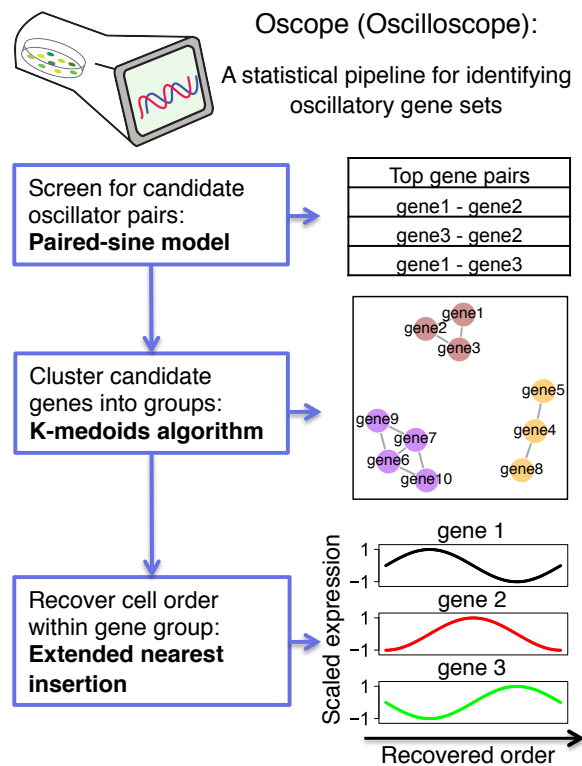 Oscope (Oscilloscope):
A statistical pipeline for identifying
oscillatory gene sets
Screen for candidate
oscillator pairs:
Paired-sine model
Top gene pairs
gene1 - gene2
gene3 - gene2
gene1 - gene3
Cluster candidate
genes into groups:
K-medoids algorithm
gene1
gene2
gene3
gene5
gene4
gene8
gene9
gene7
gene6
gene10
Recover cell order
within gene group:
Extended nearest
insertion
Scaled expression
gene 1
1
−1
gene 2
1
−1
gene 3
1
−1
Recovered order